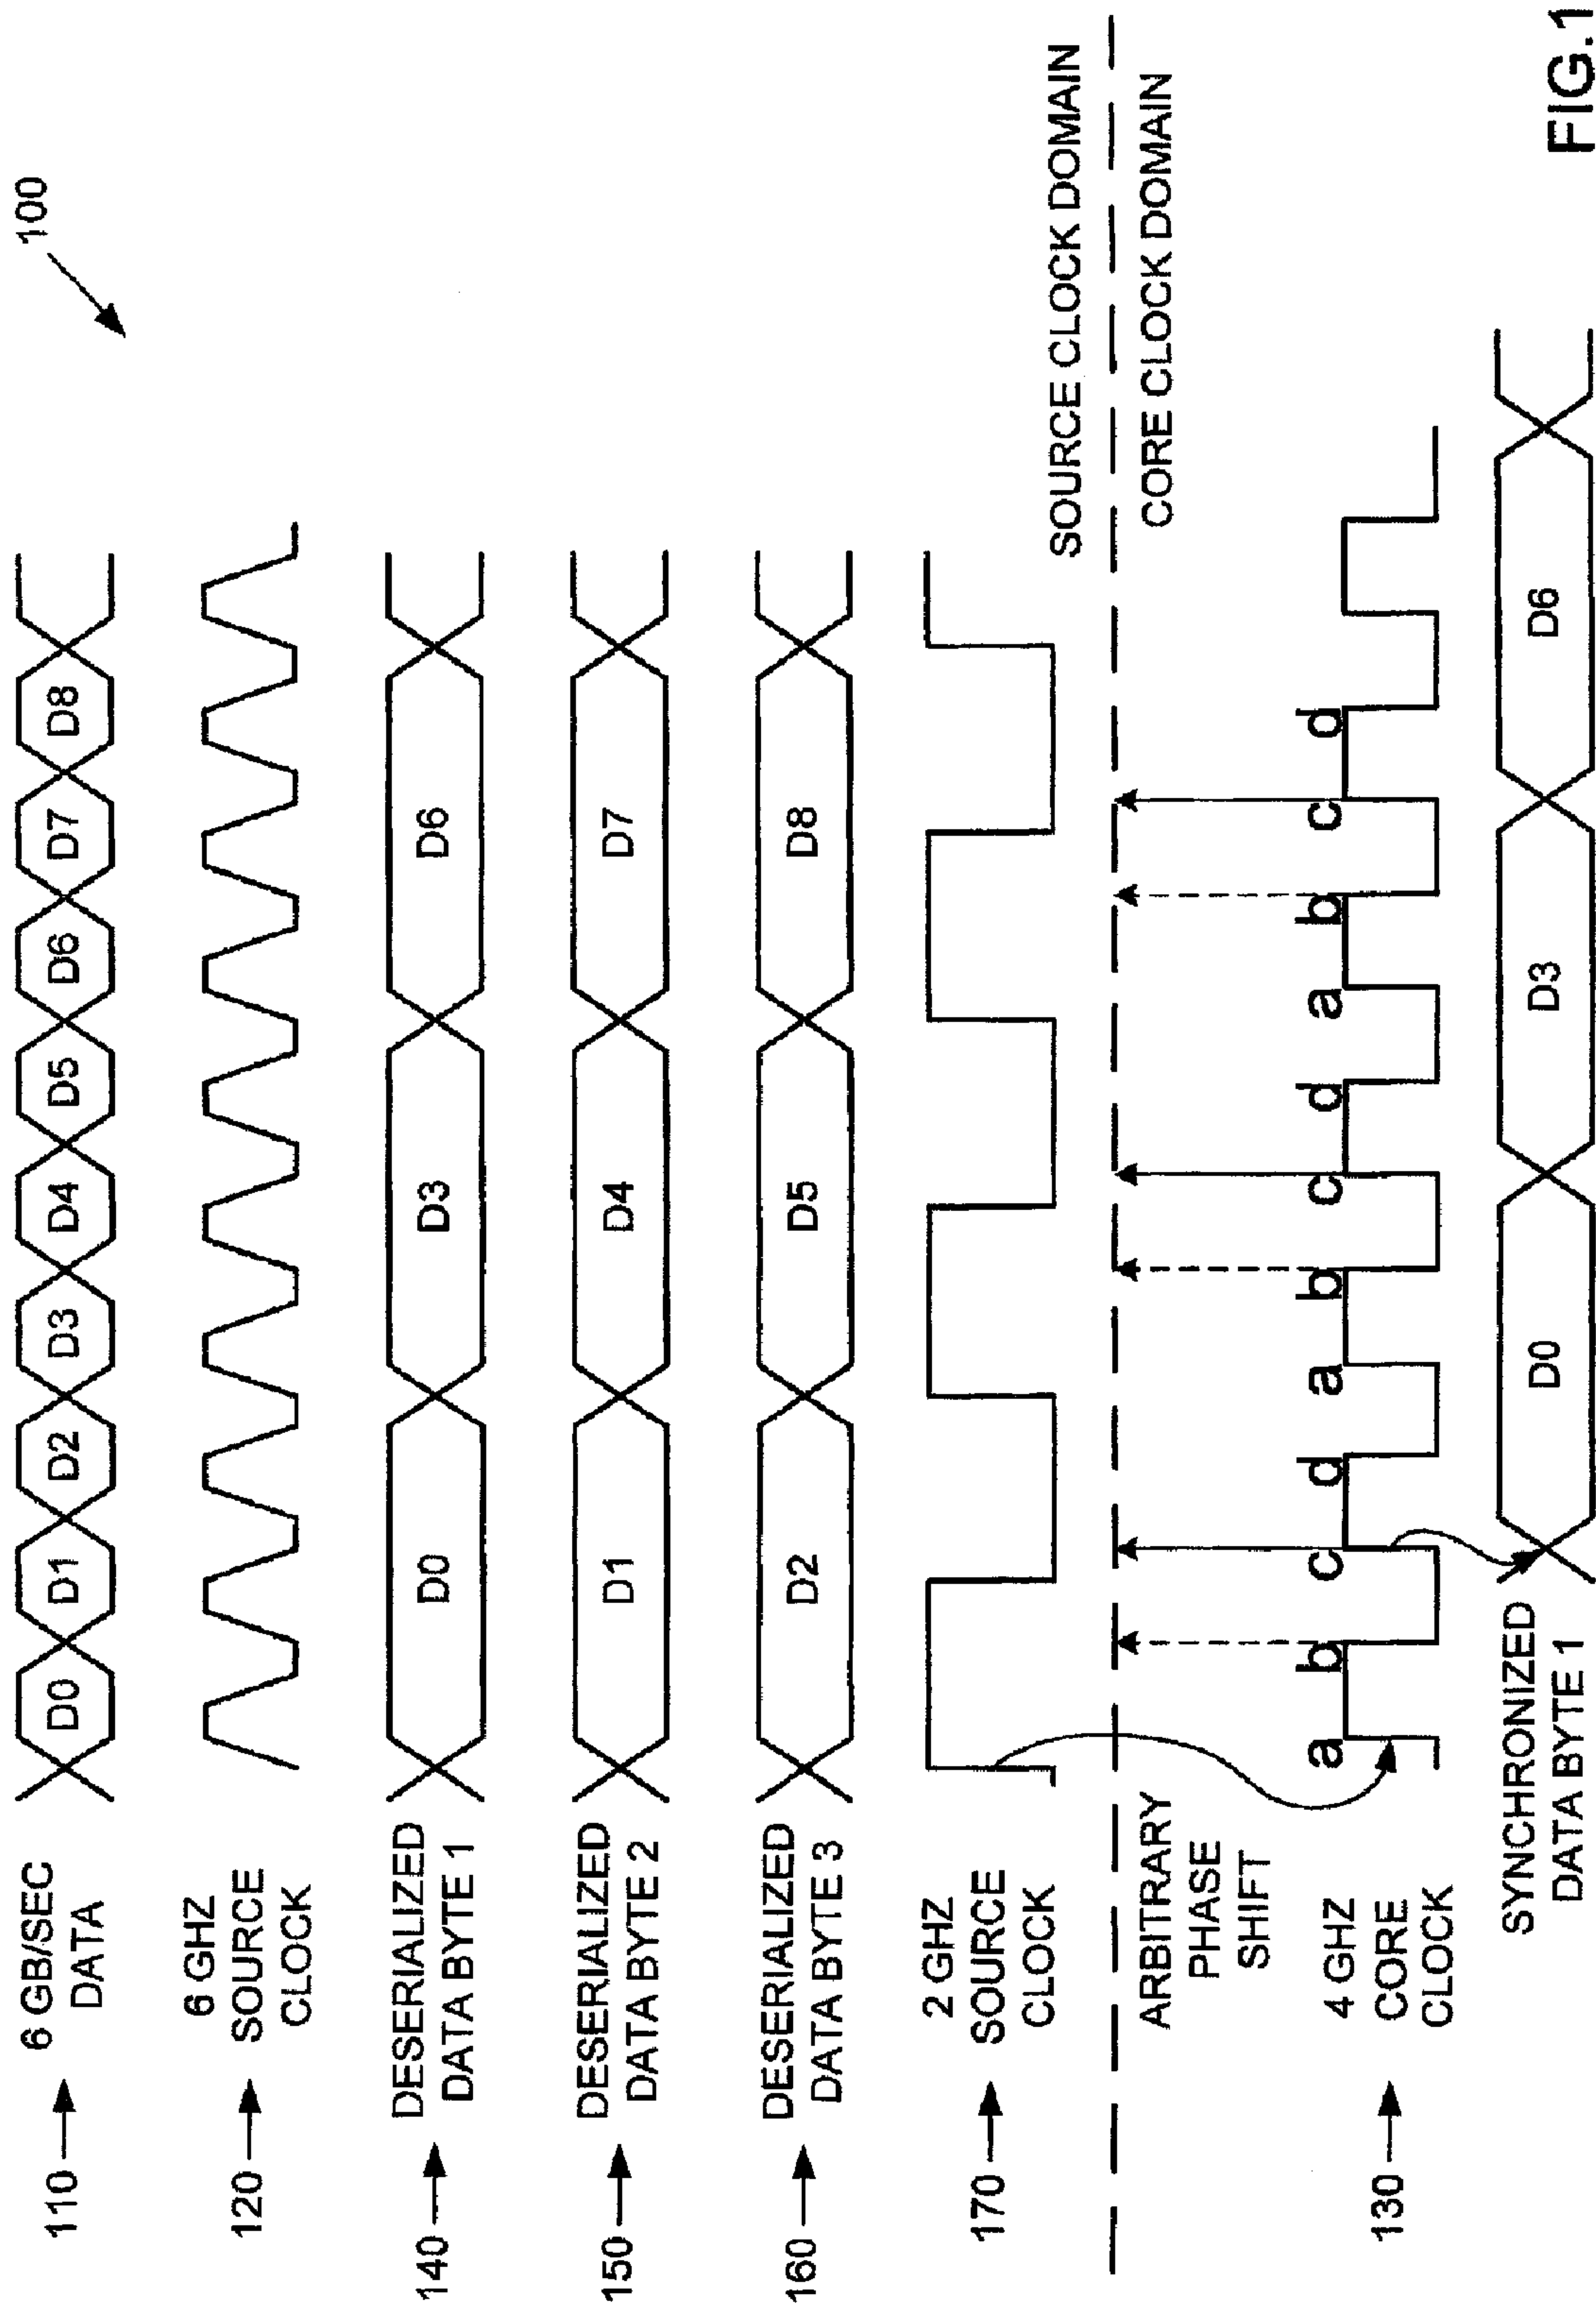 100
110
6 GB/SEC
DATA
D0 D1 D2 D3 D4 D5 D6 D7 D8
120
6 GHZ
SOURCE
CLOCK
140
DESERIALIZED
DATA BYTE 1
D0 D3 D6
150
DESERIALIZED
DATA BYTE 2
D1 D4 D7
160
DESERIALIZED
DATA BYTE 3
D2 D5 D8
170
2 GHZ
SOURCE
CLOCK
SOURCE CLOCK DOMAIN
CORE CLOCK DOMAIN
ARBITRARY
PHASE
SHIFT
130
4 GHZ
CORE
CLOCK
a b c d a b c d a b c d
SYNCHRONIZED
DATA BYTE 1
D0 D3 D6
FIG.1